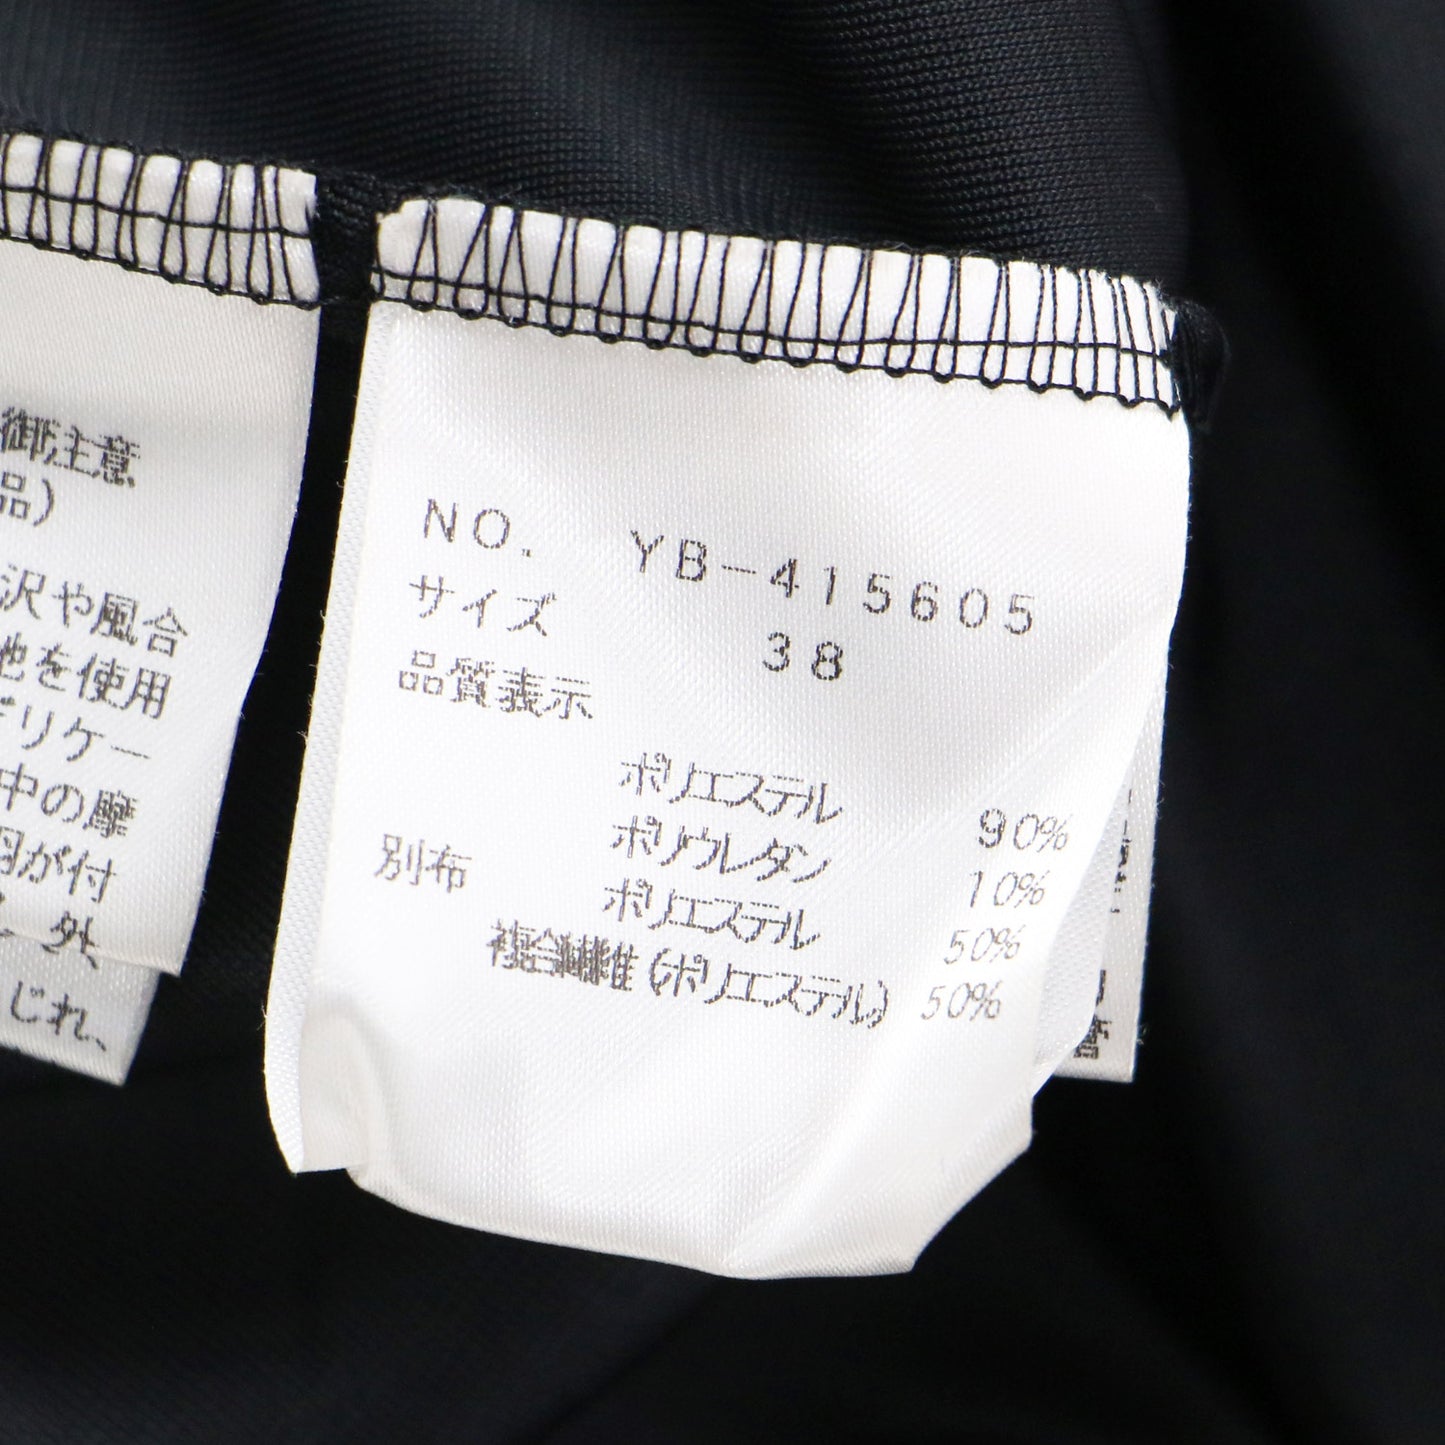 御注意
品)
沢や風合
地を使用
デリケー
中の摩
羽が付
外
じれ、
NO. YB-415605
サイズ 38
品質表示
ポリエステル 90%
ポリウレタン 10%
別布 ポリエステル 50%
複合繊維(ポリエステル) 50%